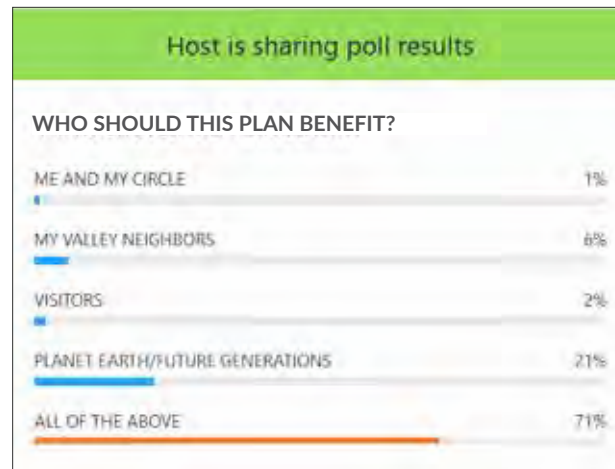 Host is sharing poll results
WHO SHOULD THIS PLAN BENEFIT?
ME AND MY CIRCLE 1%
MY VALLEY NEIGHBORS 6%
VISITORS 2%
PLANET EARTH/FUTURE GENERATIONS 21%
ALL OF THE ABOVE 71%